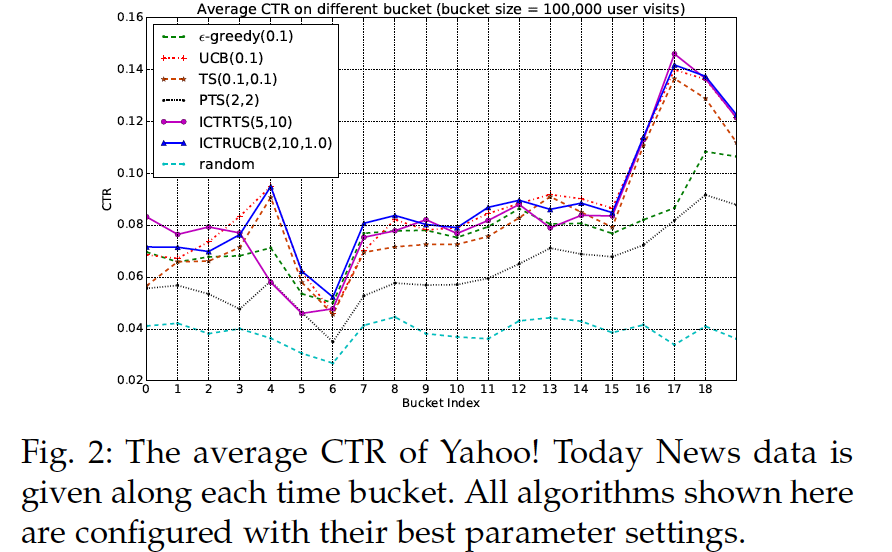 Average CTR on different bucket (bucket size = 100,000 user visits)
0.16
0.14
0.12
0.10
0.08
0.06
0.04
0.02
CTR
ϵ-greedy(0.1)
UCB(0.1)
TS(0.1,0.1)
PTS(2,2)
ICTRTS(5,10)
ICTRUCB(2,10,1.0)
random
0 1 2 3 4 5 6 7 8 9 10 11 12 13 14 15 16 17 18
Bucket Index
Fig. 2: The average CTR of Yahoo! Today News data is
given along each time bucket. All algorithms shown here
are configured with their best parameter settings.